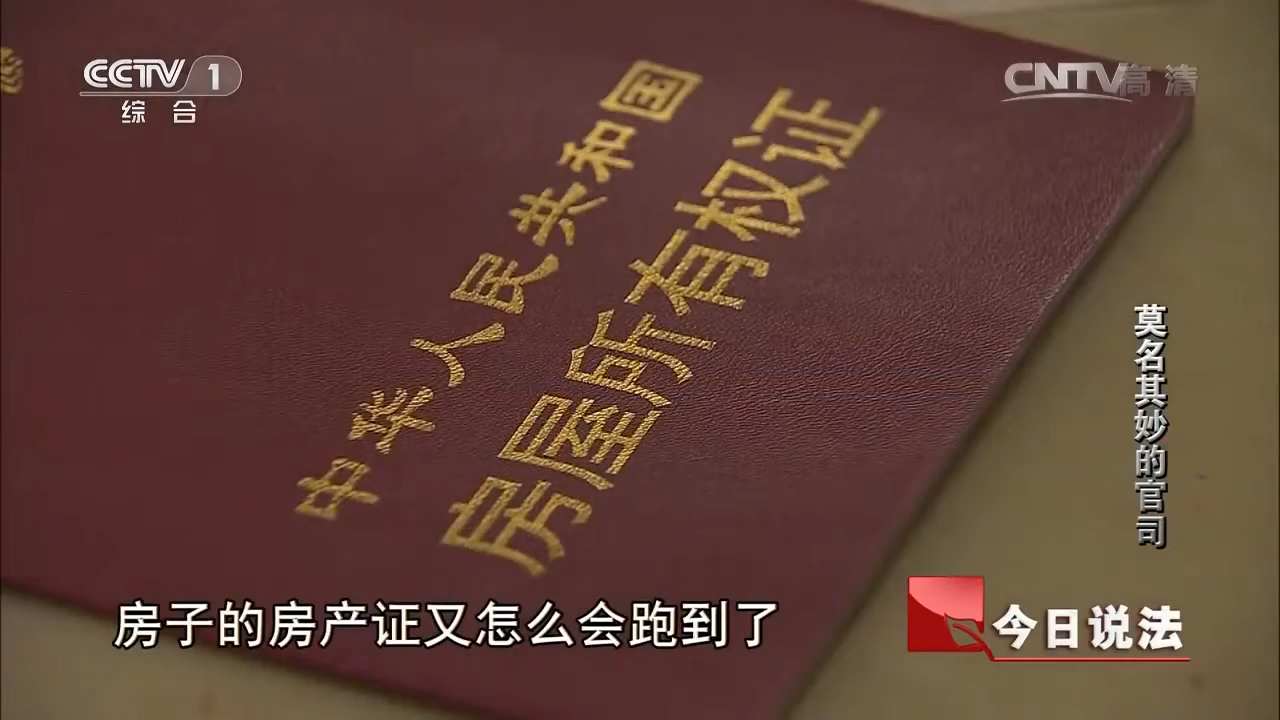 CCTV 1
综合
CNTV高清
中华人民共和国
房屋所有权证
莫名其妙的官司
房子的房产证又怎么会跑到了
今日说法